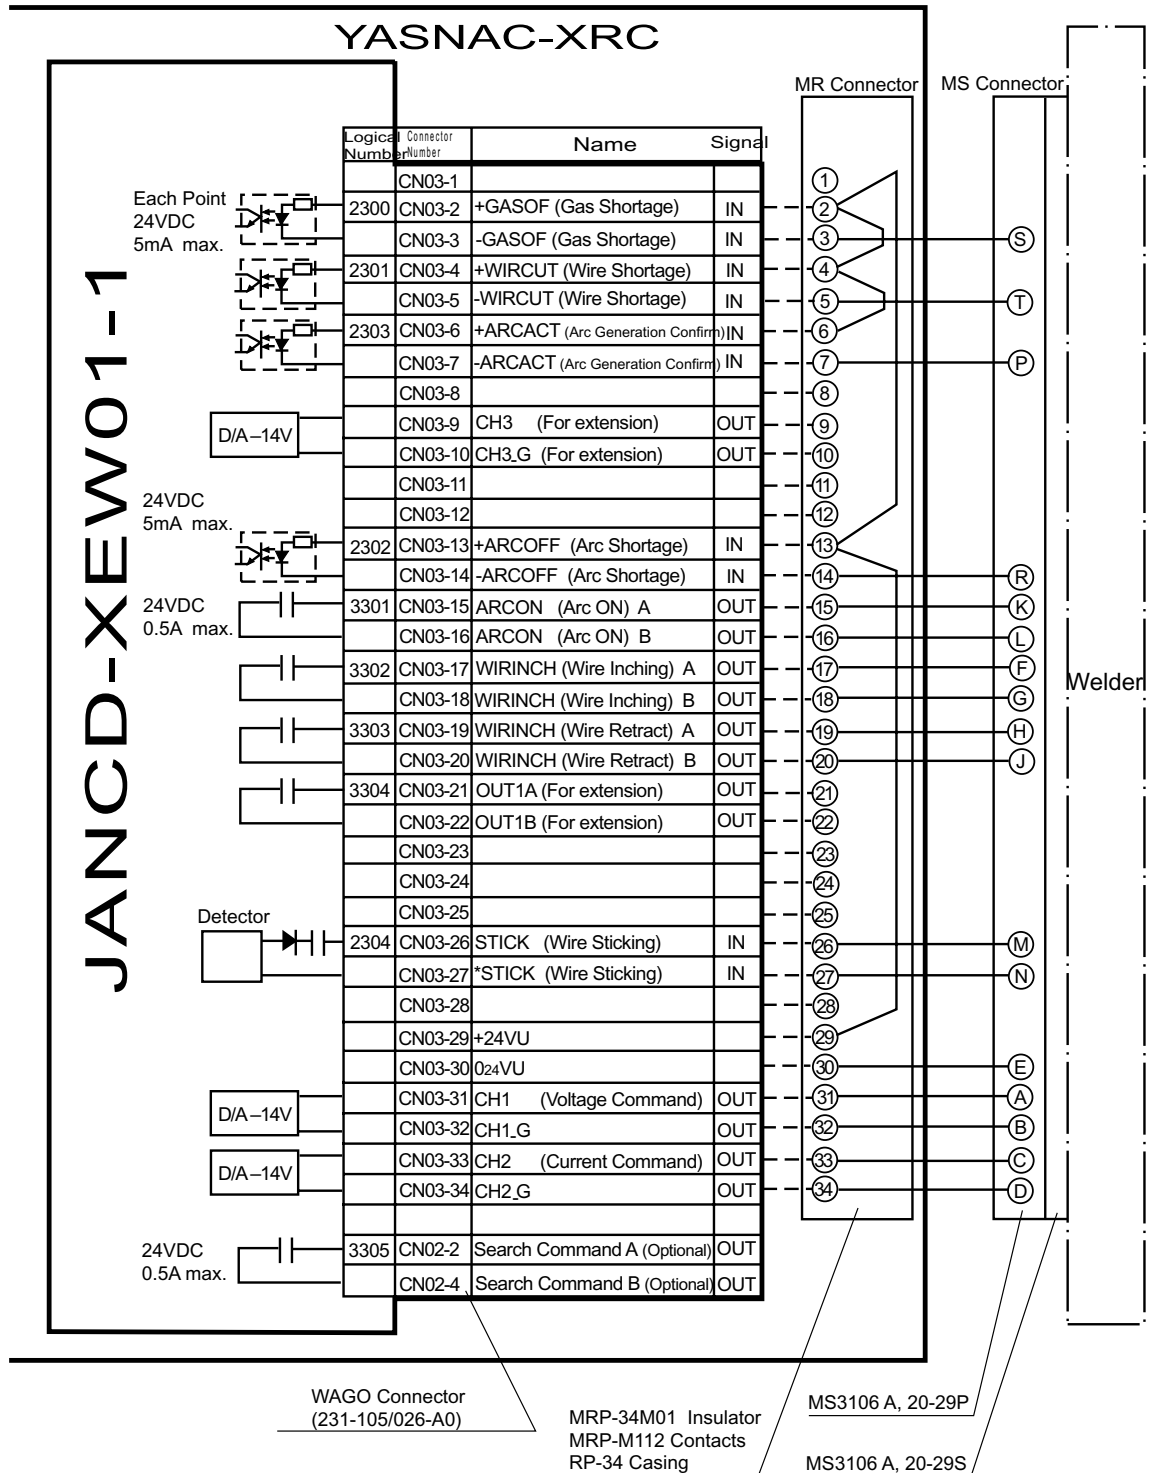 YASNAC-XRC
JANCD-XEW01-1
MR Connector
MS Connector
Welder
Logical Number
Connector Number
Name
Signal
Each Point
24VDC
5mA max.
CN03-1 1
2300 CN03-2 +GASOF (Gas Shortage) IN 2
CN03-3 -GASOF (Gas Shortage) IN 3 S
2301 CN03-4 +WIRCUT (Wire Shortage) IN 4
CN03-5 -WIRCUT (Wire Shortage) IN 5 T
2303 CN03-6 +ARCACT (Arc Generation Confirm) IN 6
CN03-7 -ARCACT (Arc Generation Confirm) IN 7 P
CN03-8 8
D/A–14V
CN03-9 CH3 (For extension) OUT 9
CN03-10 CH3_G (For extension) OUT 10
CN03-11 11
CN03-12 12
24VDC
5mA max.
2302 CN03-13 +ARCOFF (Arc Shortage) IN 13
CN03-14 -ARCOFF (Arc Shortage) IN 14 R
24VDC
0.5A max.
3301 CN03-15 ARCON (Arc ON) A OUT 15 K
CN03-16 ARCON (Arc ON) B OUT 16 L
3302 CN03-17 WIRINCH (Wire Inching) A OUT 17 F
CN03-18 WIRINCH (Wire Inching) B OUT 18 G
3303 CN03-19 WIRINCH (Wire Retract) A OUT 19 H
CN03-20 WIRINCH (Wire Retract) B OUT 20 J
3304 CN03-21 OUT1A (For extension) OUT 21
CN03-22 OUT1B (For extension) OUT 22
CN03-23 23
CN03-24 24
CN03-25 25
Detector
2304 CN03-26 STICK (Wire Sticking) IN 26 M
CN03-27 *STICK (Wire Sticking) IN 27 N
CN03-28 28
CN03-29 +24VU 29
CN03-30 024VU 30 E
D/A–14V
CN03-31 CH1 (Voltage Command) OUT 31 A
CN03-32 CH1_G OUT 32 B
D/A–14V
CN03-33 CH2 (Current Command) OUT 33 C
CN03-34 CH2_G OUT 34 D
24VDC
0.5A max.
3305 CN02-2 Search Command A (Optional) OUT
CN02-4 Search Command B (Optional) OUT
WAGO Connector
(231-105/026-A0)
MRP-34M01 Insulator
MRP-M112 Contacts
RP-34 Casing
MS3106 A, 20-29P
MS3106 A, 20-29S